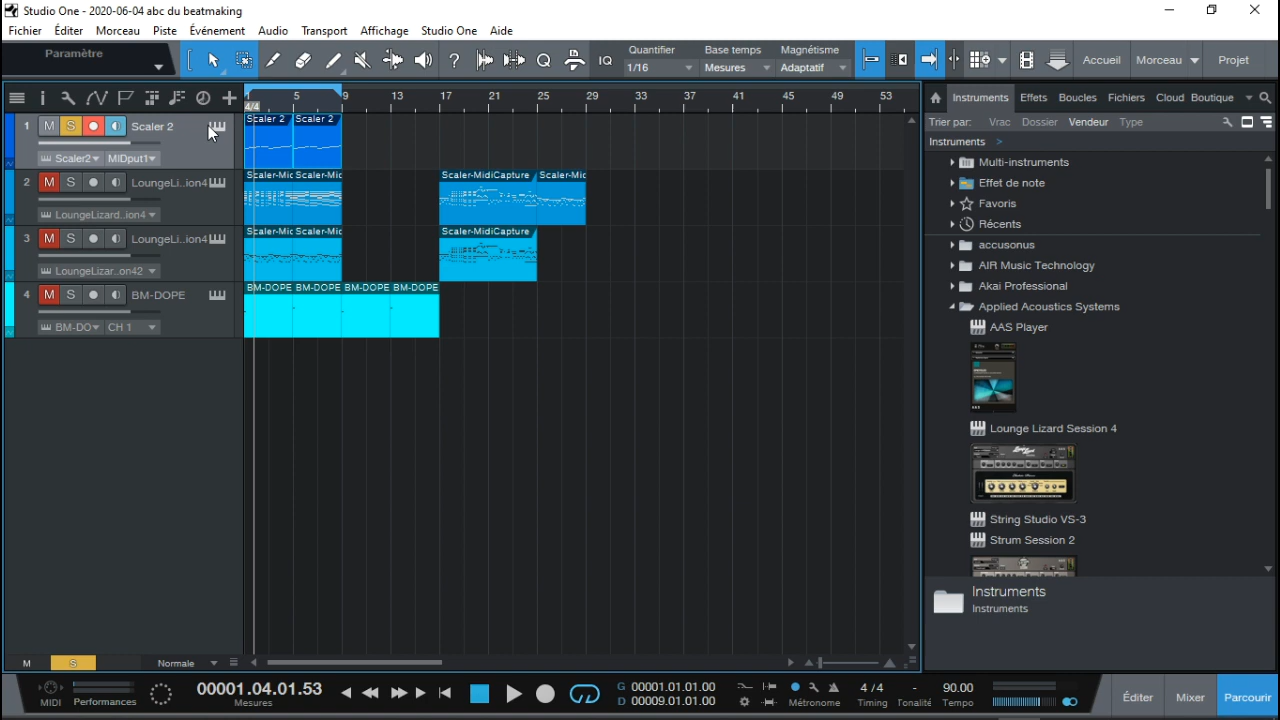 Studio One - 2020-06-04 abc du beatmaking
Fichier Éditer Morceau Piste Événement Audio Transport Affichage Studio One Aide
Paramètre
? IQ Quantifier 1/16 Base temps Mesures Magnétisme Adaptatif Accueil Morceau Projet
5 9 13 17 21 25 29 33 37 41 45 49 53
4/4
Instruments Effets Boucles Fichiers Cloud Boutique
Trier par: Vrac Dossier Vendeur Type
Instruments >
1 M S Scaler 2
Scaler2 MIDput1
Scaler 2 Scaler 2
2 M S LoungeLi...ion4
LoungeLizard..ion4
Scaler-Mic Scaler-Mic Scaler-MidiCapture Scaler-Mic
3 M S LoungeLi...ion4
LoungeLizar..on42
Scaler-Mic Scaler-Mic Scaler-MidiCapture
4 M S BM-DOPE
BM-DO CH 1
BM-DOPE BM-DOPE BM-DOPE BM-DOPE
Multi-instruments
Effet de note
Favoris
Récents
accusonus
AIR Music Technology
Akai Professional
Applied Acoustics Systems
AAS Player
Lounge Lizard Session 4
String Studio VS-3
Strum Session 2
Instruments
Instruments
M S Normale
MIDI Performances
00001.04.01.53
Mesures
G 00001.01.01.00
D 00009.01.01.00
Métronome
4 / 4
Timing
-
Tonalité
90.00
Tempo
Éditer Mixer Parcourir